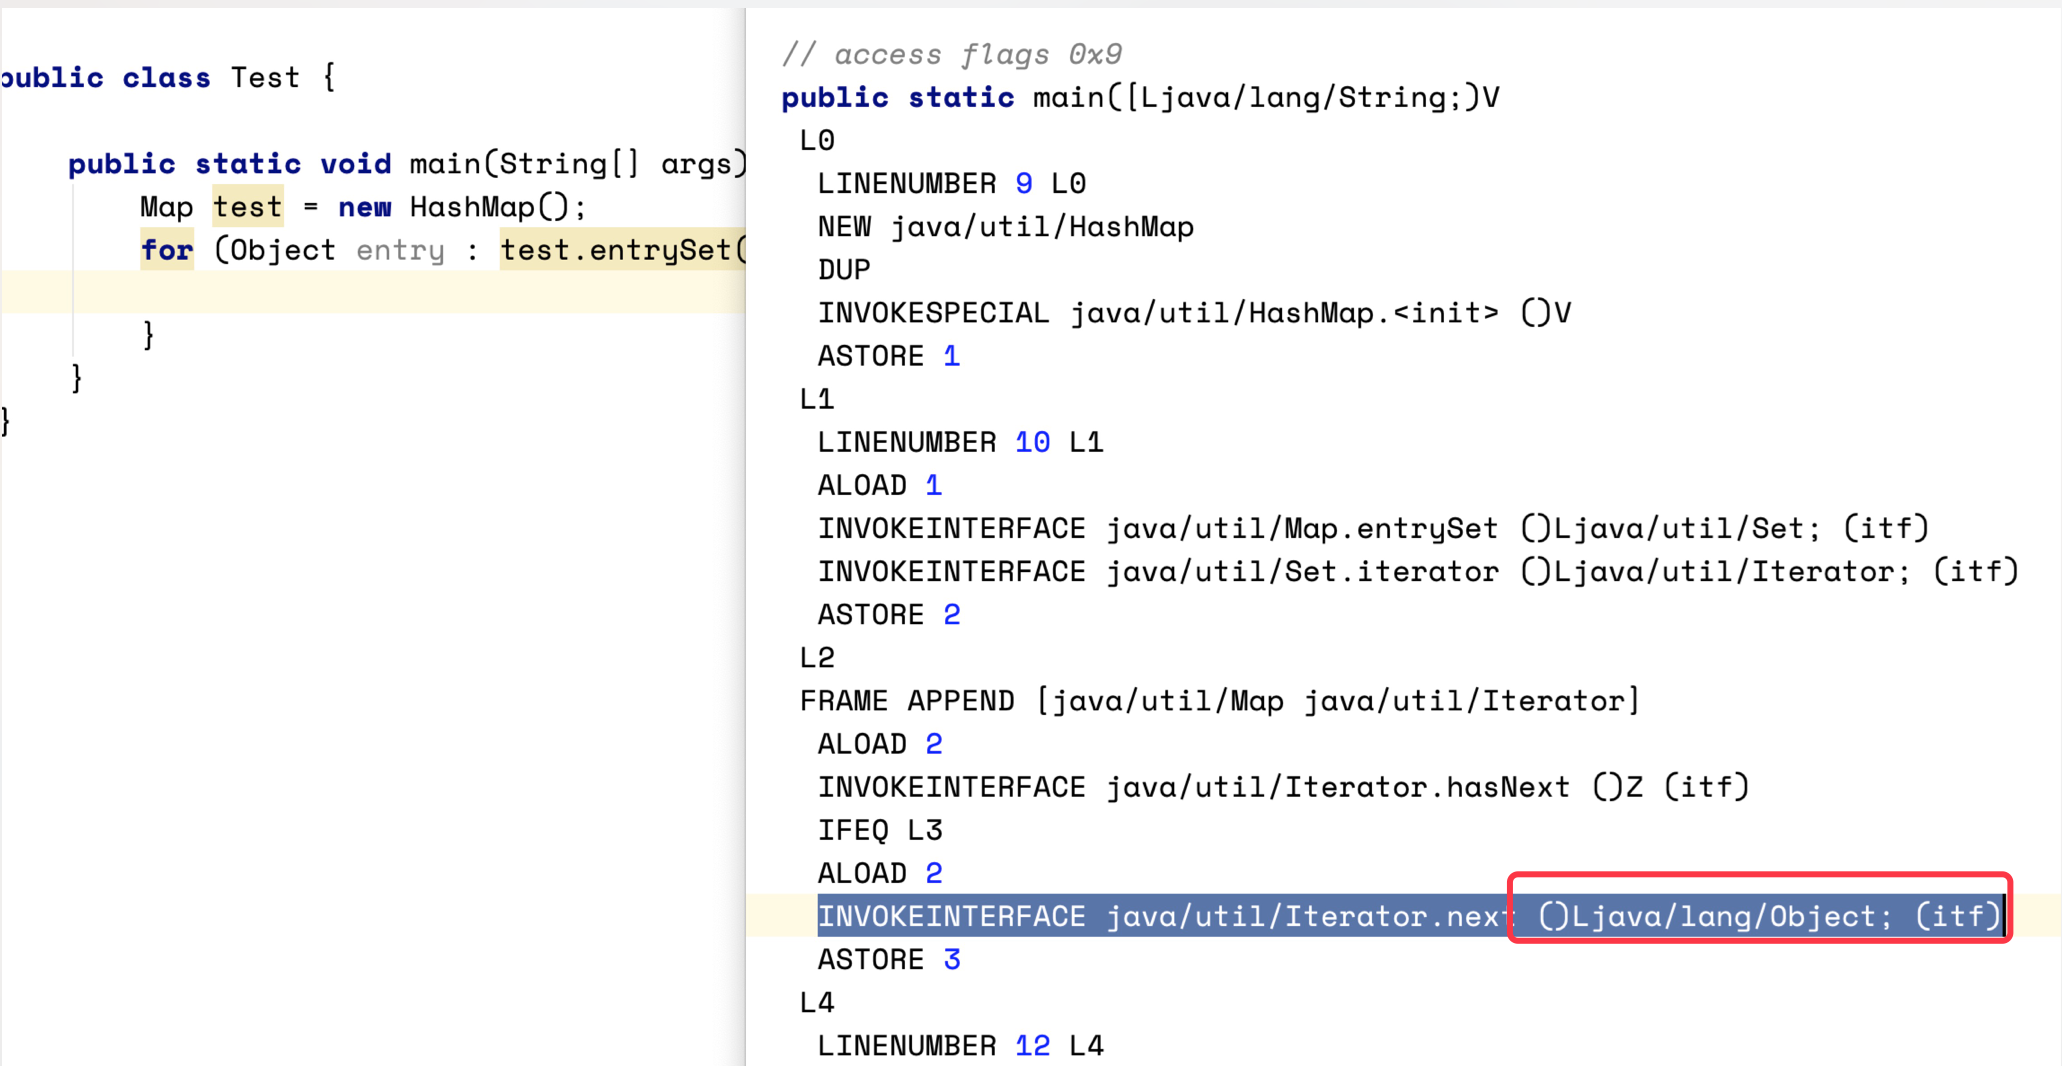 public class Test {
public static void main(String[] args)
Map test = new HashMap();
for (Object entry : test.entrySet(
}
}
}
// access flags 0x9
public static main([Ljava/lang/String;)V
L0
LINENUMBER 9 L0
NEW java/util/HashMap
DUP
INVOKESPECIAL java/util/HashMap.<init> ()V
ASTORE 1
L1
LINENUMBER 10 L1
ALOAD 1
INVOKEINTERFACE java/util/Map.entrySet ()Ljava/util/Set; (itf)
INVOKEINTERFACE java/util/Set.iterator ()Ljava/util/Iterator; (itf)
ASTORE 2
L2
FRAME APPEND [java/util/Map java/util/Iterator]
ALOAD 2
INVOKEINTERFACE java/util/Iterator.hasNext ()Z (itf)
IFEQ L3
ALOAD 2
INVOKEINTERFACE java/util/Iterator.next ()Ljava/lang/Object; (itf)
ASTORE 3
L4
LINENUMBER 12 L4